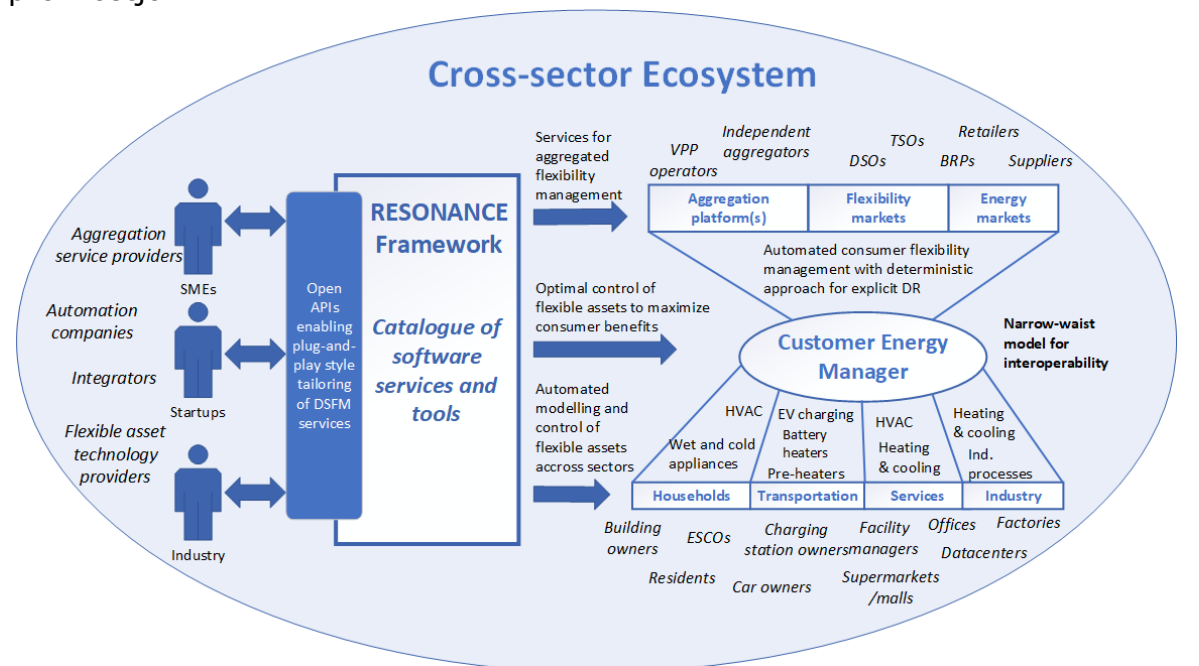 Cross-sector Ecosystem
Aggregation
service providers
SMEs
Automation
companies
Integrators
Startups
Flexible asset
technology
providers
Industry
Open
APIs
enabling
plug-and-
play style
tailoring
of DSFM
services
RESONANCE
Framework
Catalogue of
software
services and
tools
Services for
aggregated
flexibility
management
Optimal control of
flexible assets to maximize
consumer benefits
Automated
modelling and
control of
flexible assets
accross sectors
VPP
operators
Independent
aggregators
DSOs
TSOs
BRPs
Retailers
Suppliers
Aggregation
platform(s)
Flexibility
markets
Energy
markets
Automated consumer flexibility
management with deterministic
approach for explicit DR
Customer Energy
Manager
Narrow-waist
model for
interoperability
HVAC
Wet and cold
appliances
EV charging
Battery
heaters
Pre-heaters
HVAC
Heating
& cooling
Heating
& cooling
Ind.
processes
Households
Transportation
Services
Industry
Building
owners
ESCOs
Residents
Charging
station owners
Car owners
Facility
managers
Supermarkets
/malls
Offices
Datacenters
Factories